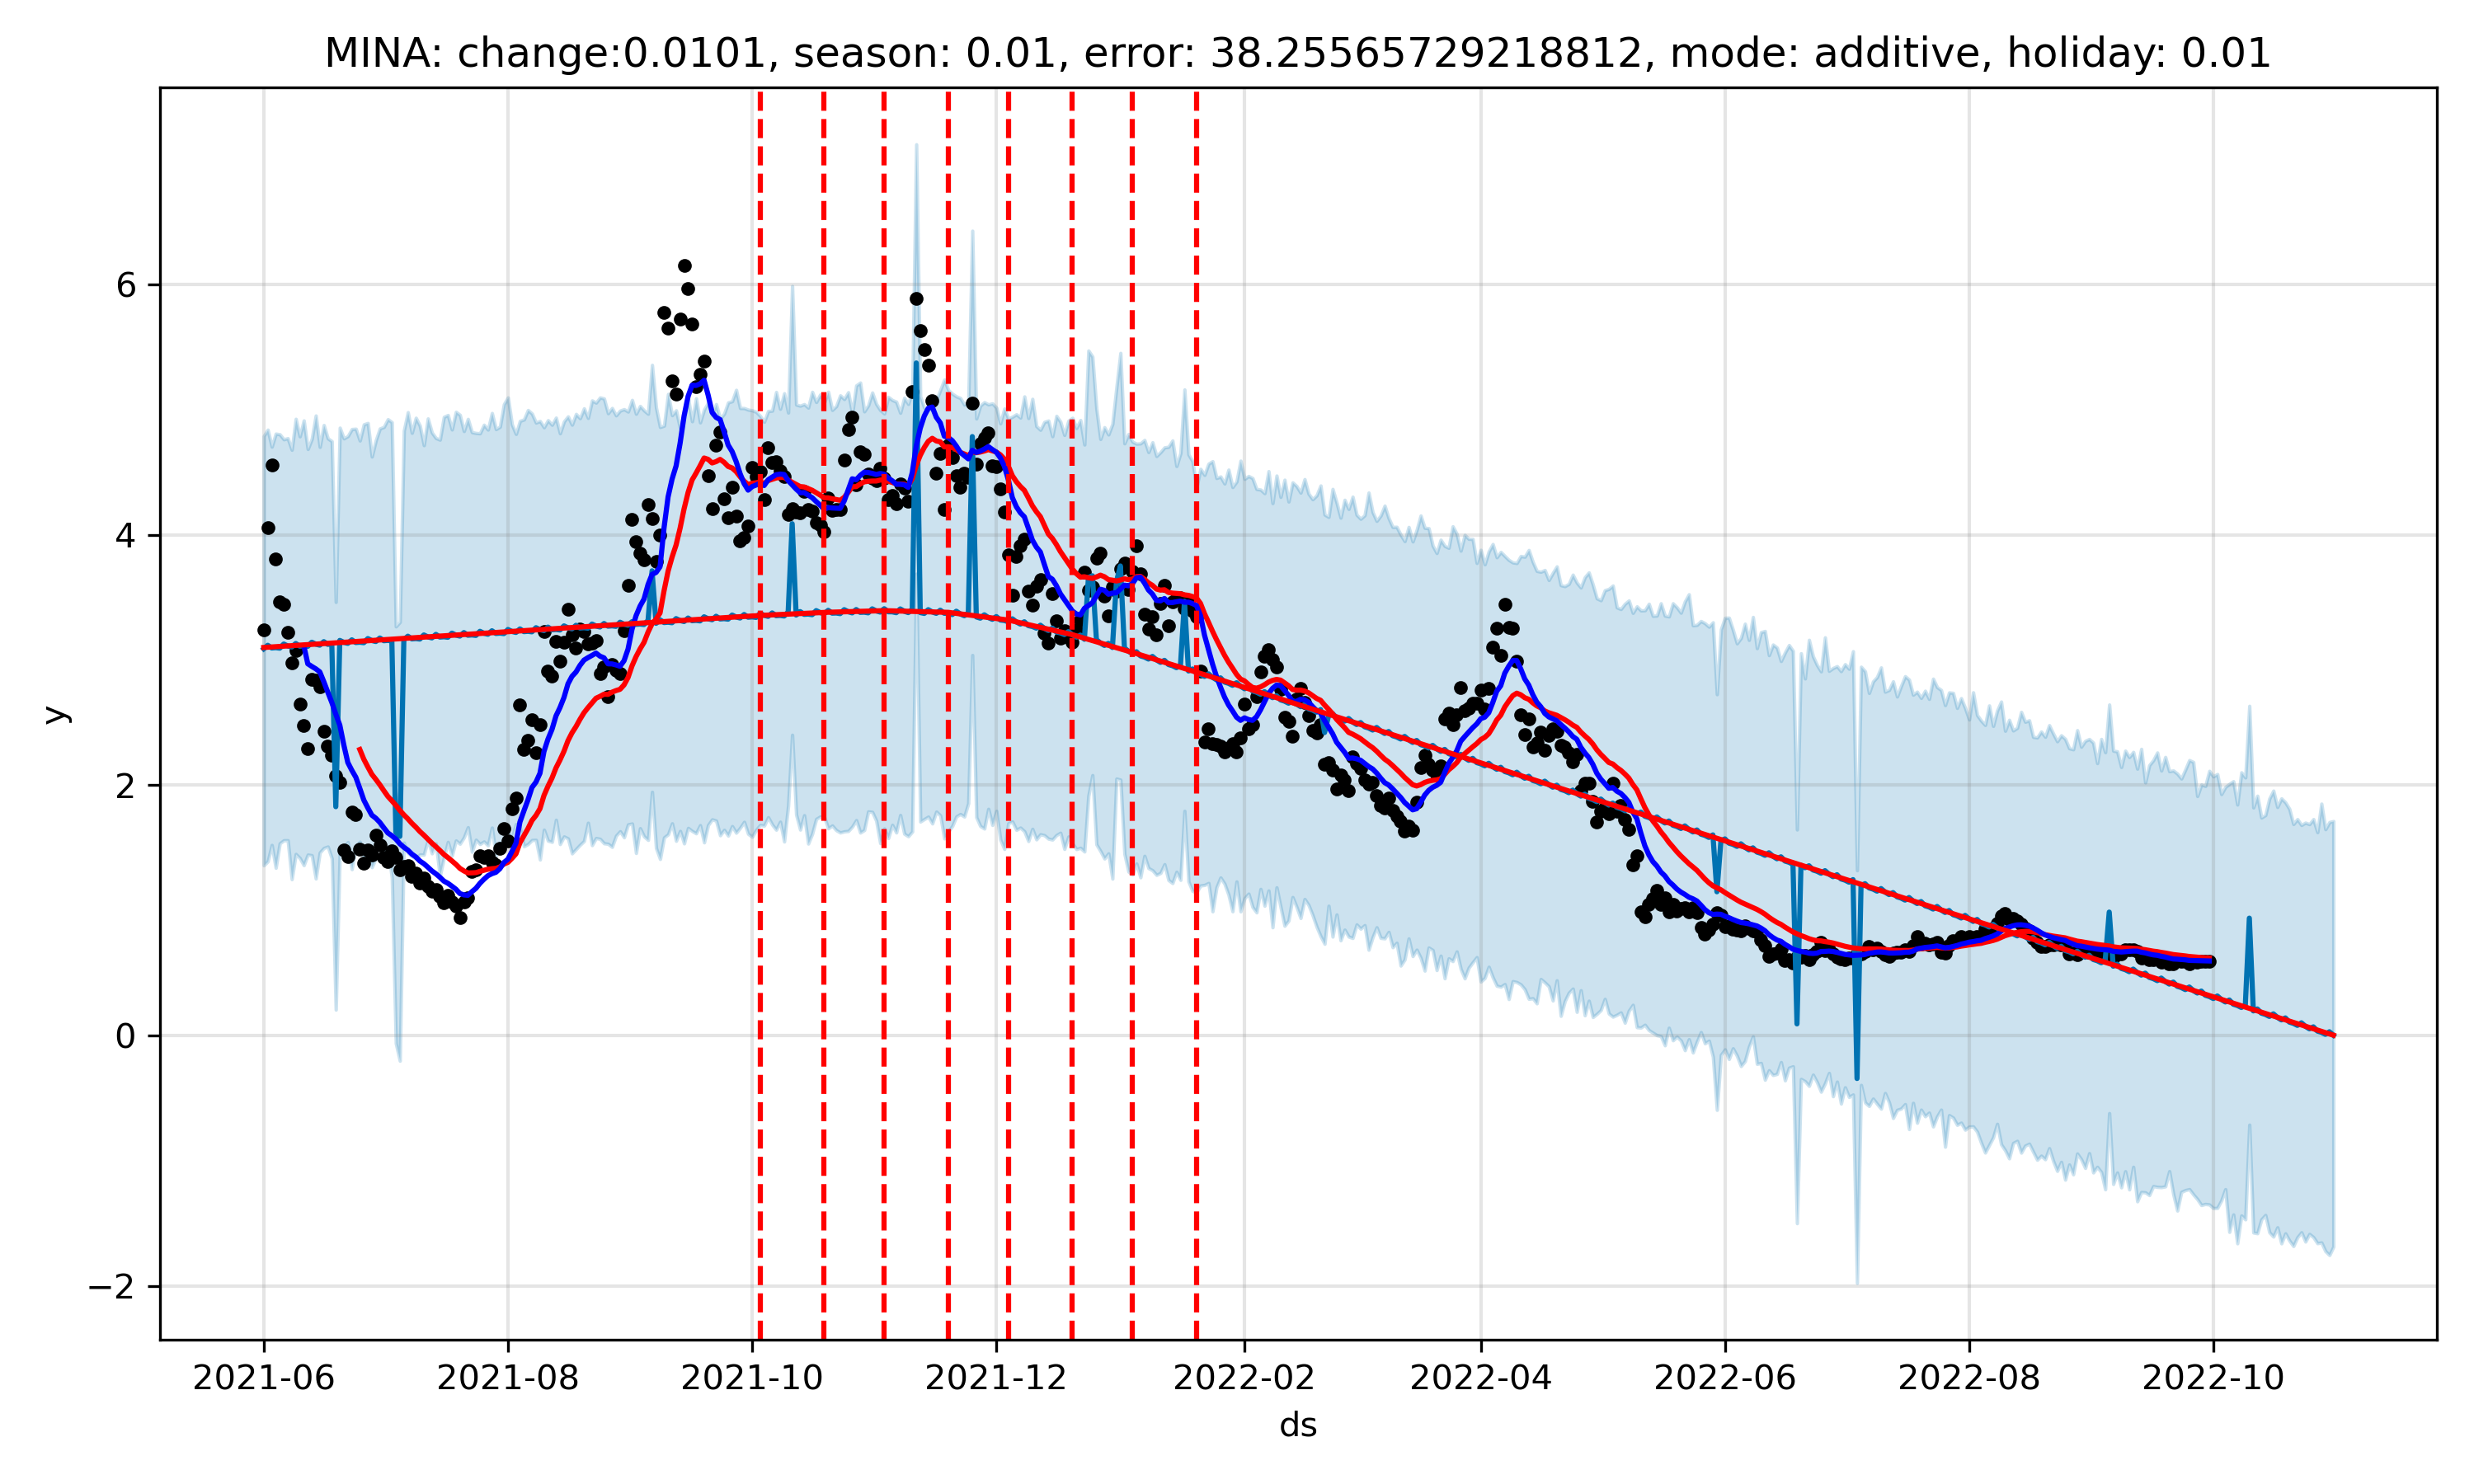 MINA: change:0.0101, season: 0.01, error: 38.25565729218812, mode: additive, holiday: 0.01
y
6
4
2
0
−2
2021-06 2021-08 2021-10 2021-12 2022-02 2022-04 2022-06 2022-08 2022-10
ds